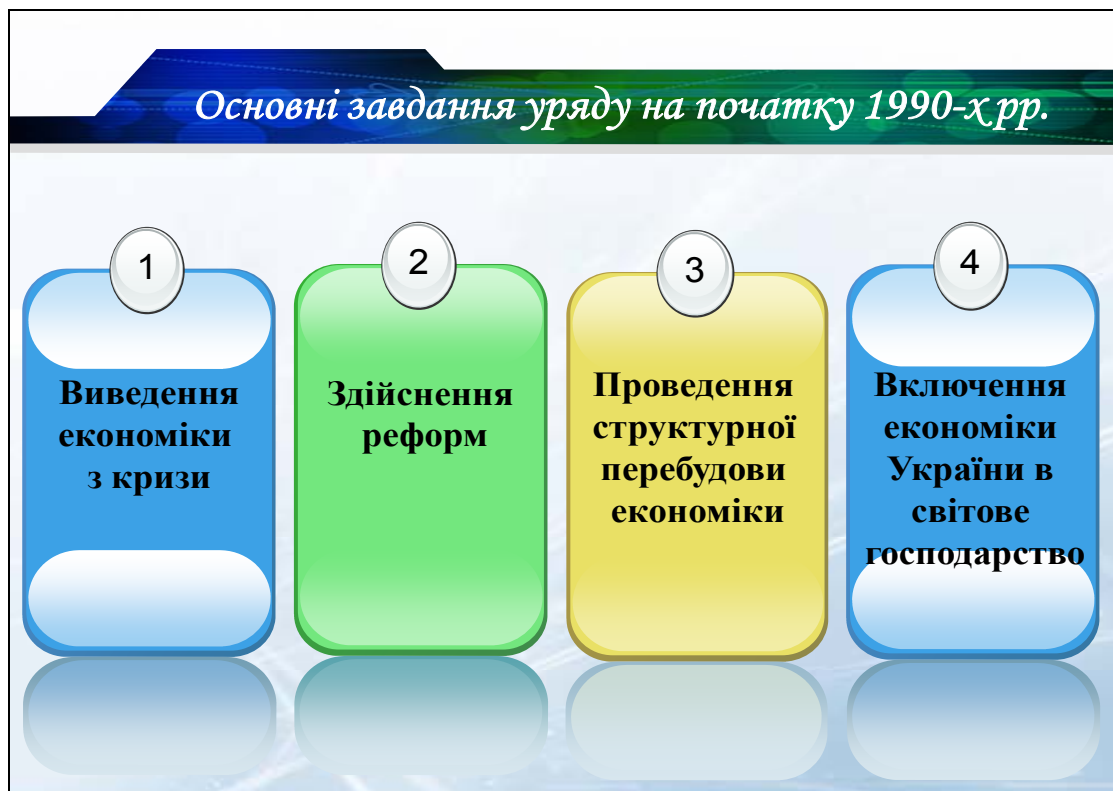 Основні завдання уряду на початку 1990-х рр.
1
Виведення
економіки
з кризи
2
Здійснення
реформ
3
Проведення
структурної
перебудови
економіки
4
Включення
економіки
України в
світове
господарство